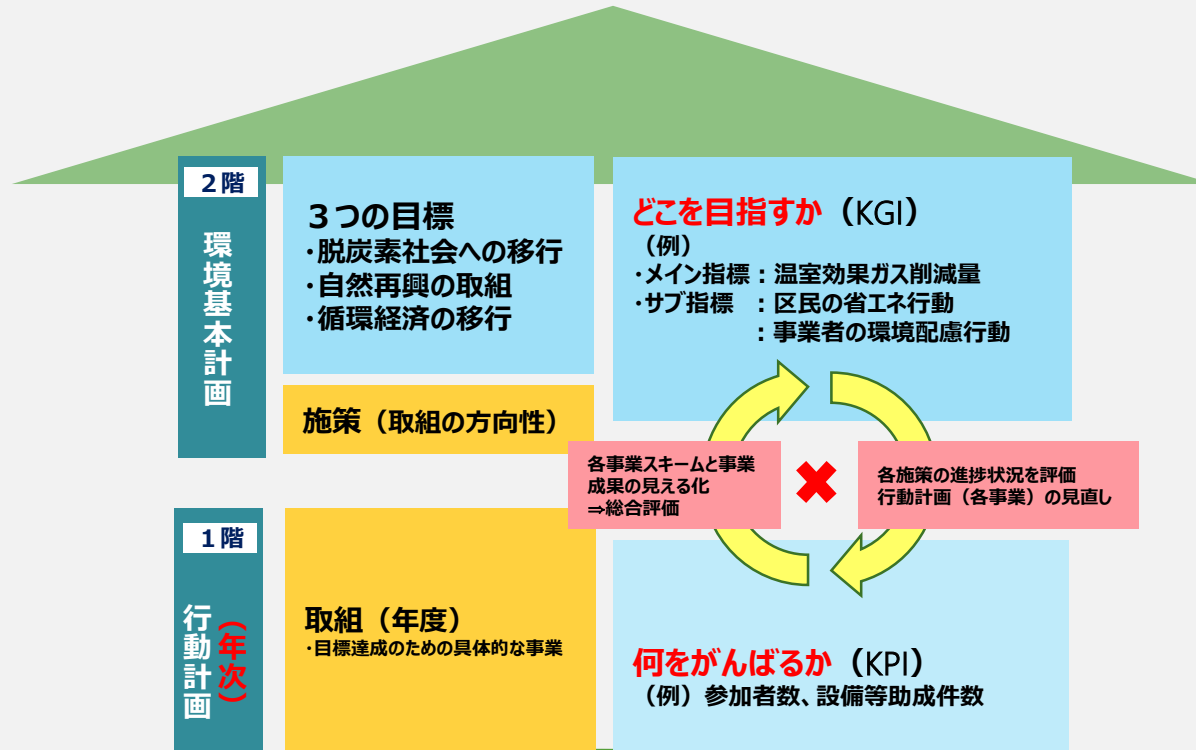 2階
環境基本計画
3つの目標
・脱炭素社会への移行
・自然再興の取組
・循環経済の移行
どこを目指すか（KGI）
（例）
・メイン指標：温室効果ガス削減量
・サブ指標　：区民の省エネ行動
：事業者の環境配慮行動
施策（取組の方向性）
各事業スキームと事業
成果の見える化
⇒総合評価
各施策の進捗状況を評価
行動計画（各事業）の見直し
1階
行動計画
（年次）
取組（年度）
・目標達成のための具体的な事業
何をがんばるか（KPI）
（例）参加者数、設備等助成件数